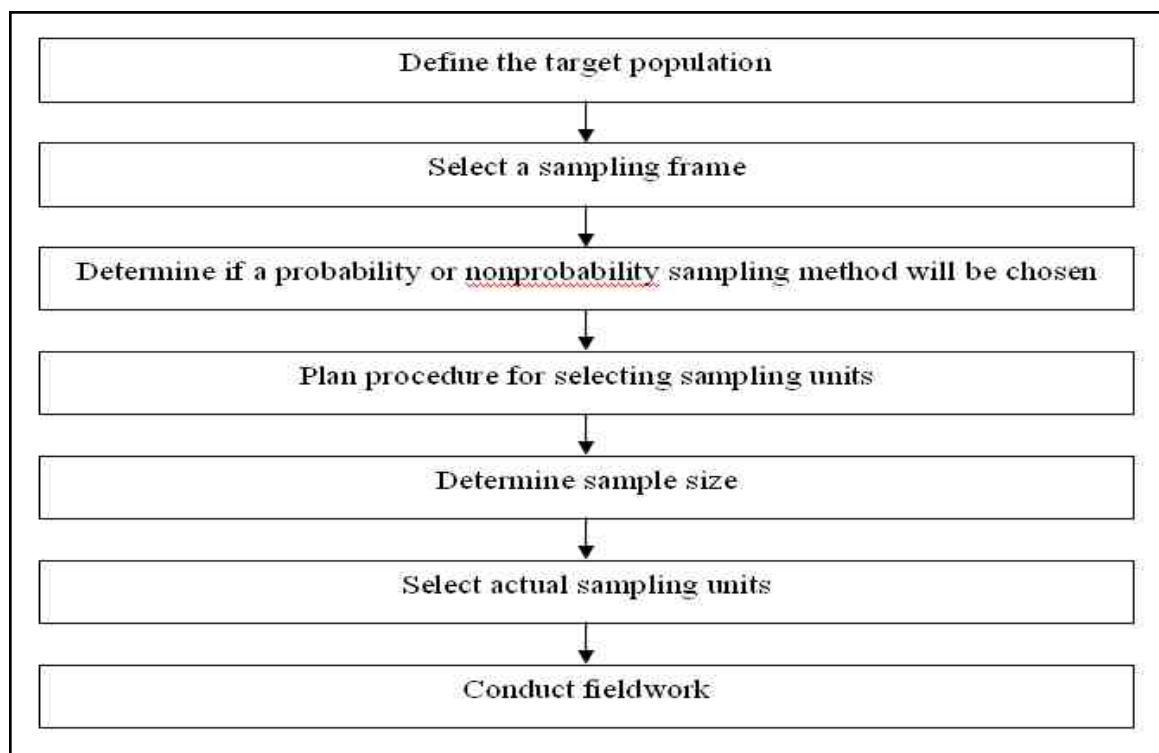 Define the target population
Select a sampling frame
Determine if a probability or nonprobability sampling method will be chosen
Plan procedure for selecting sampling units
Determine sample size
Select actual sampling units
Conduct fieldwork